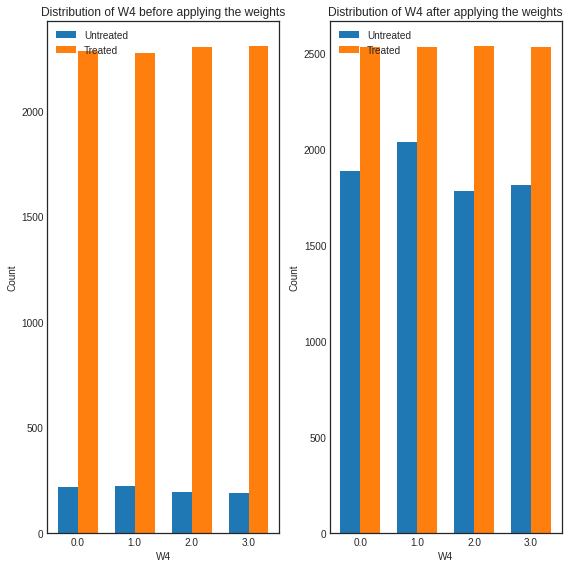 Distribution of W4 before applying the weights
Untreated
Treated
2000
1500
1000
500
0
Count
0.0 1.0 2.0 3.0
W4
Distribution of W4 after applying the weights
Untreated
Treated
2500
2000
1500
1000
500
0
Count
0.0 1.0 2.0 3.0
W4